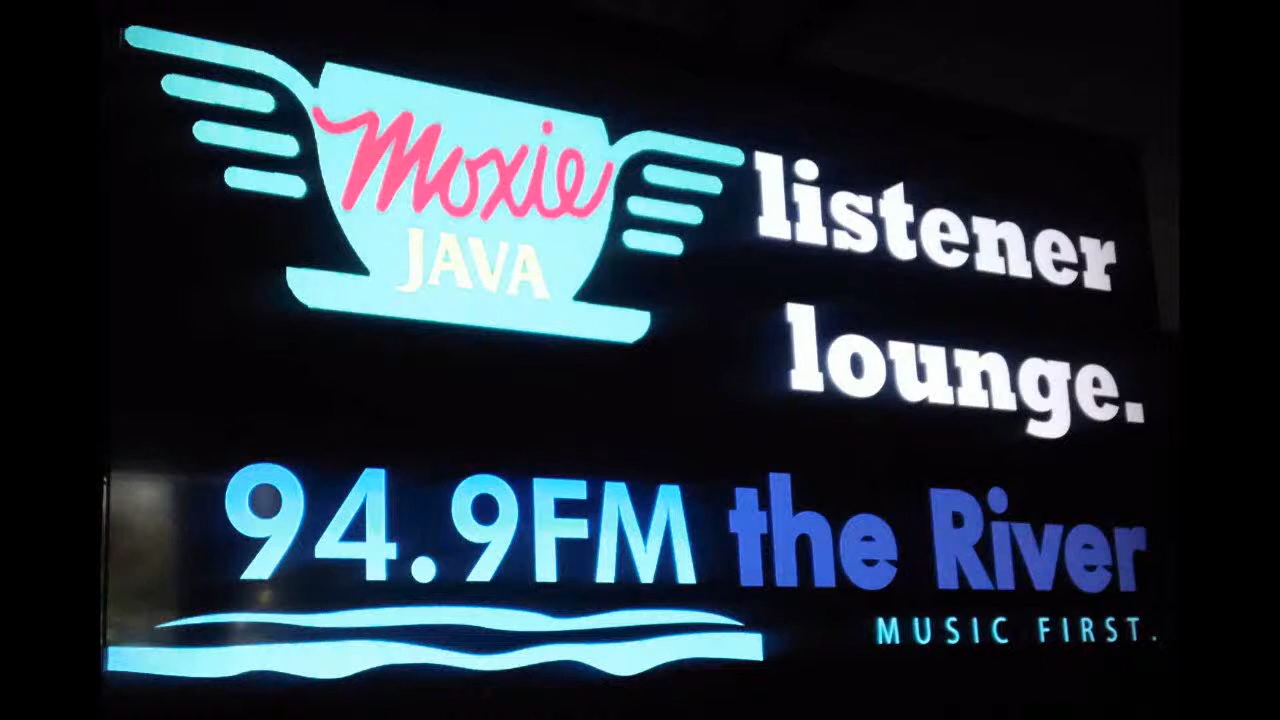 Moxie
JAVA
listener
lounge.
94.9FM the River
MUSIC FIRST.